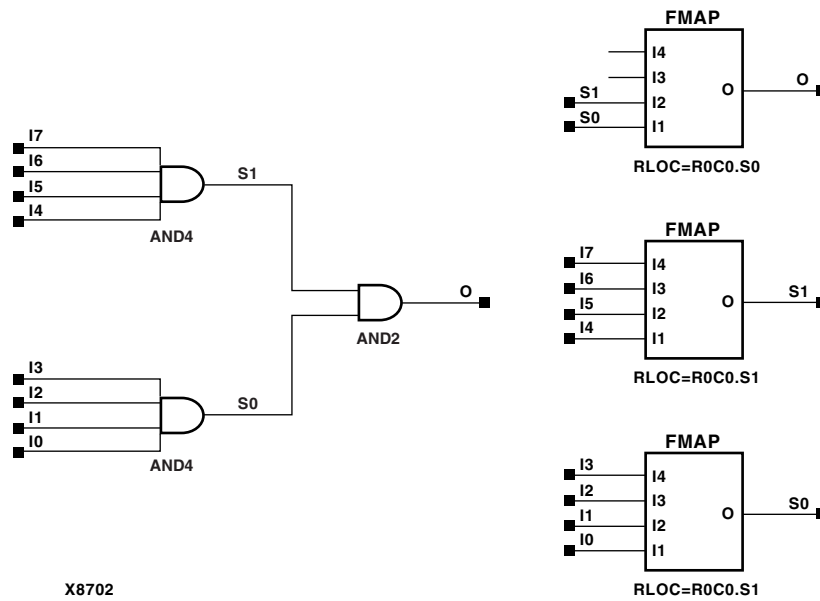 I7
I6
I5
I4
S1
AND4
I3
I2
I1
I0
S0
AND4
O
AND2
FMAP
I4
I3
S1 I2
S0 I1
O O
RLOC=R0C0.S0
FMAP
I7 I4
I6 I3
I5 I2
I4 I1
O S1
RLOC=R0C0.S1
FMAP
I3 I4
I2 I3
I1 I2
I0 I1
O S0
RLOC=R0C0.S1
X8702